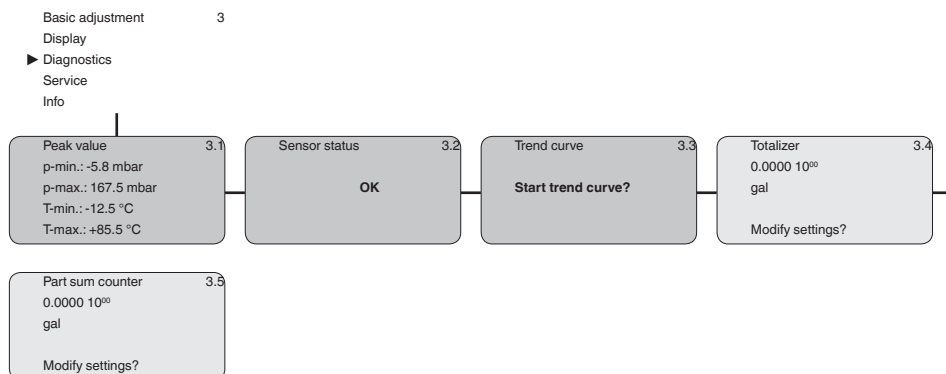 Basic adjustment 3
Display
▶ Diagnostics
Service
Info
Peak value 3.1
p-min.: -5.8 mbar
p-max.: 167.5 mbar
T-min.: -12.5 °C
T-max.: +85.5 °C
Sensor status 3.2
OK
Trend curve 3.3
Start trend curve?
Totalizer 3.4
0.0000 10⁰⁰
gal
Modify settings?
Part sum counter 3.5
0.0000 10⁰⁰
gal
Modify settings?